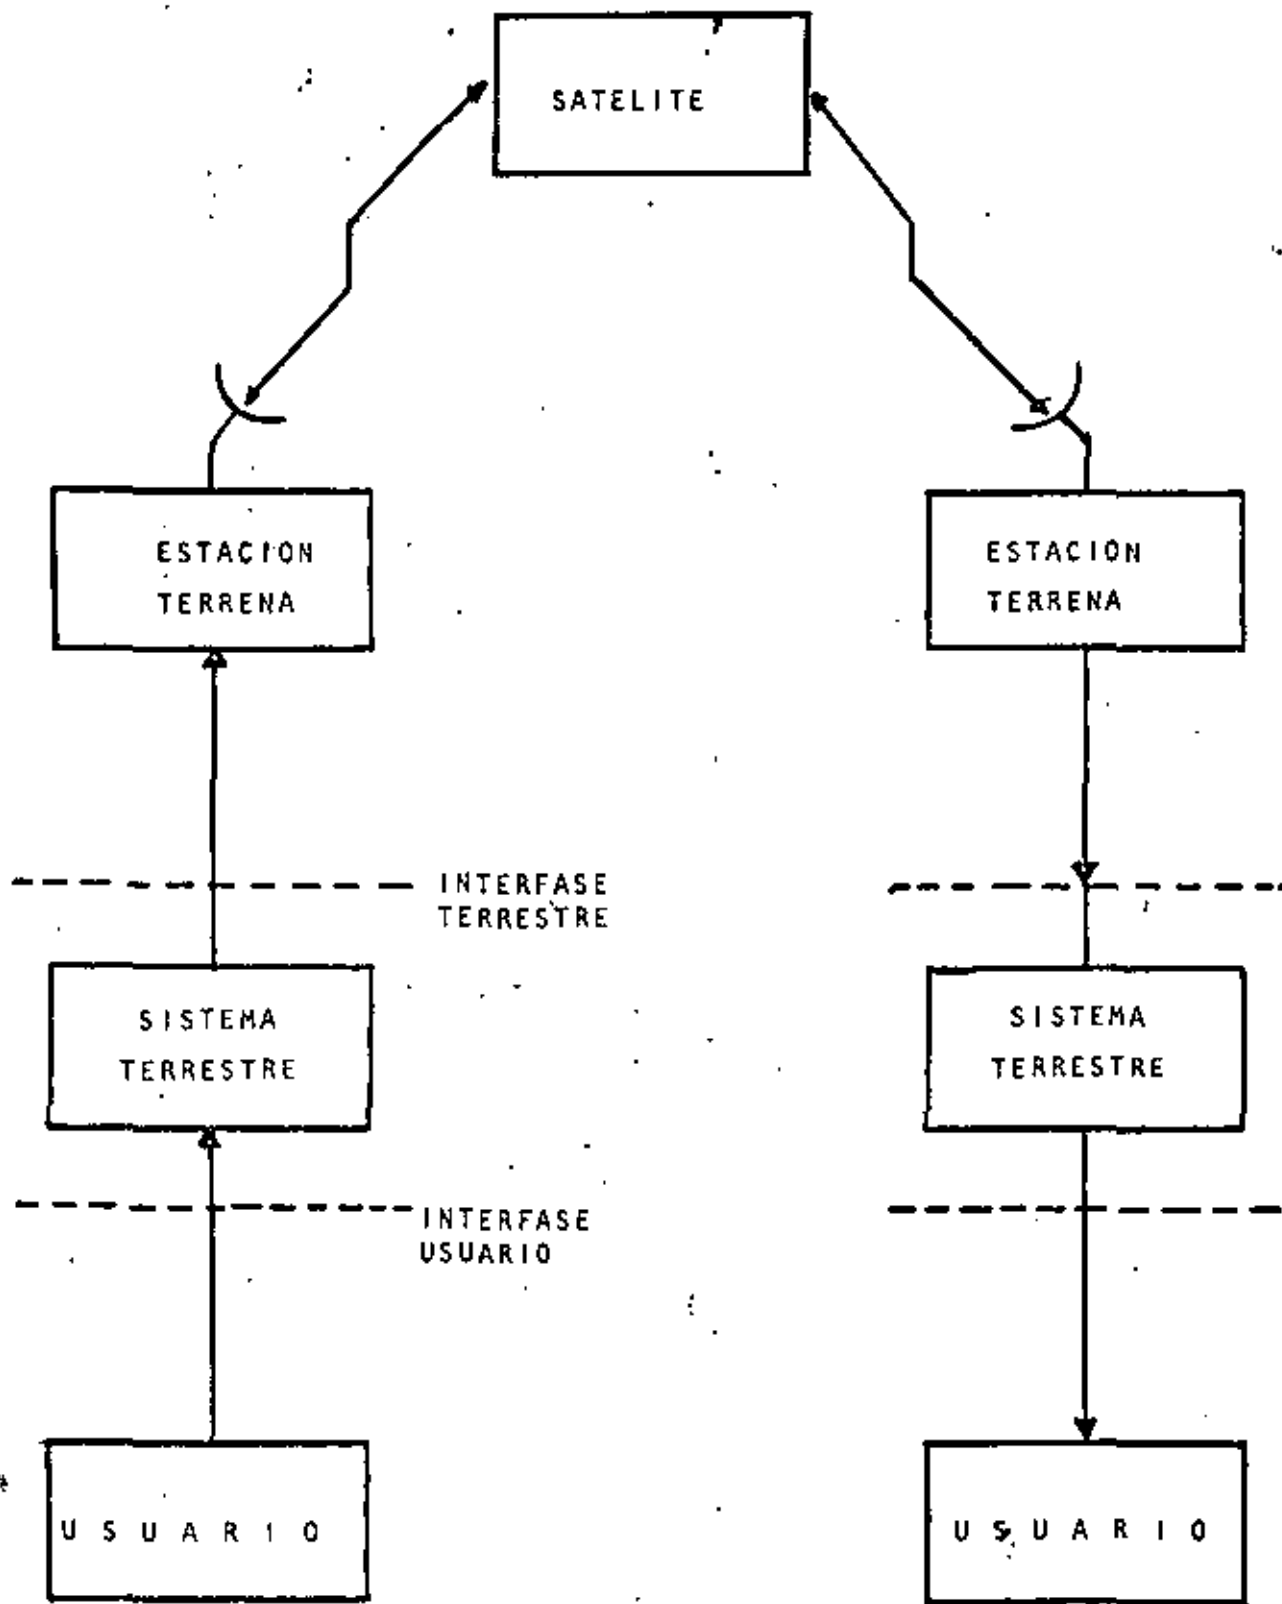 SATELITE
ESTACION
TERRENA
ESTACION
TERRENA
INTERFASE
TERRESTRE
SISTEMA
TERRESTRE
SISTEMA
TERRESTRE
INTERFASE
USUARIO
USUARIO
USUARIO